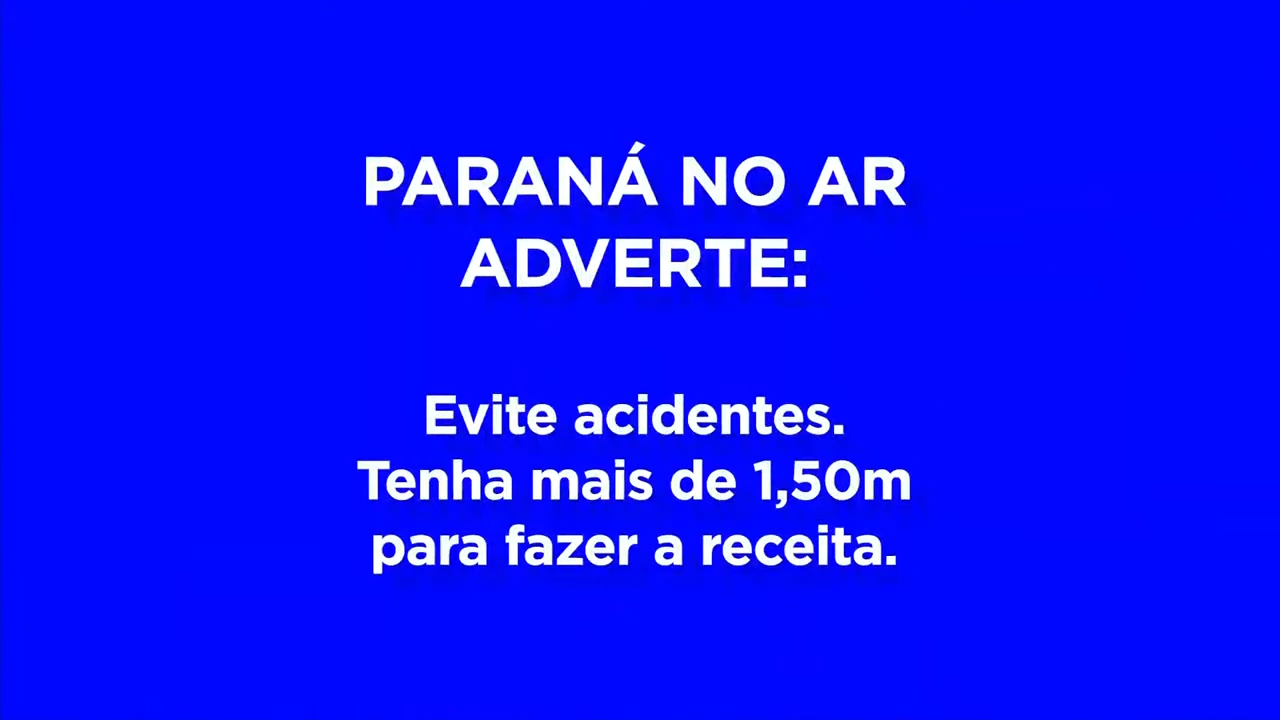 PARANÁ NO AR
ADVERTE:
Evite acidentes.
Tenha mais de 1,50m
para fazer a receita.